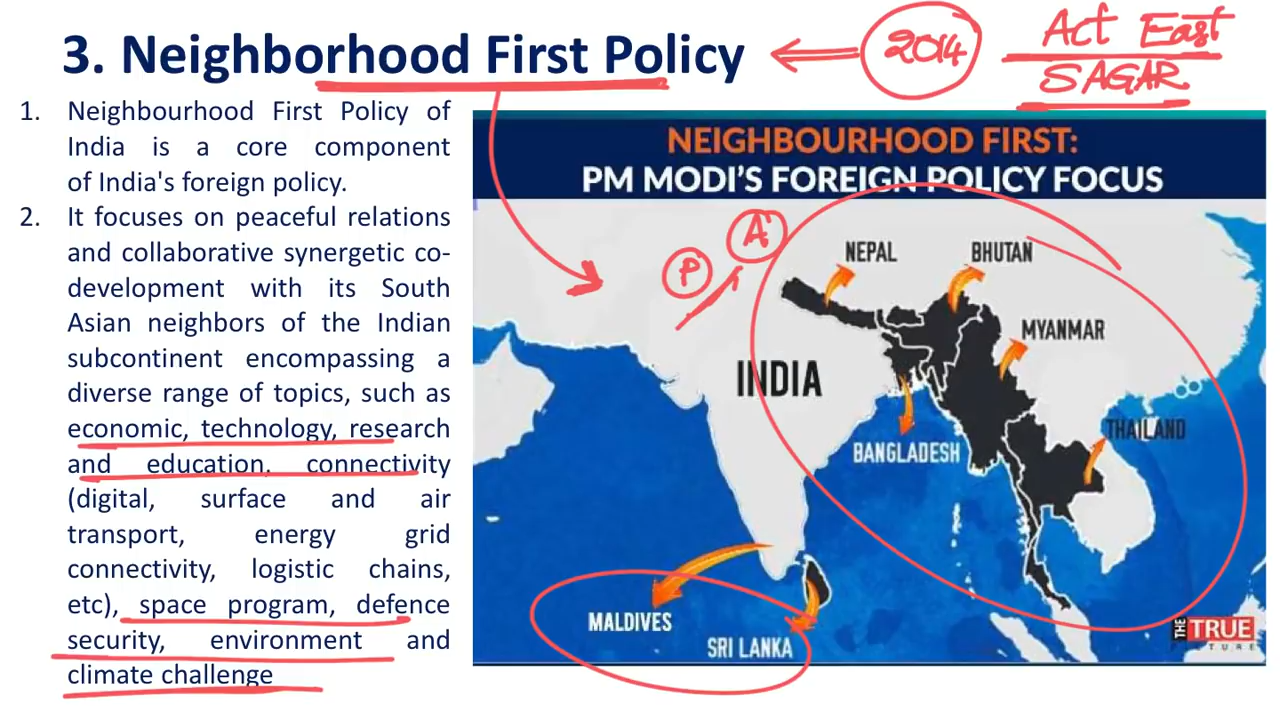 3. Neighborhood First Policy
2014
Act East
SAGAR
1. Neighbourhood First Policy of
India is a core component
of India's foreign policy.
2. It focuses on peaceful relations
and collaborative synergetic co-
development with its South
Asian neighbors of the Indian
subcontinent encompassing a
diverse range of topics, such as
economic, technology, research
and education, connectivity
(digital, surface and air
transport, energy grid
connectivity, logistic chains,
etc), space program, defence
security, environment and
climate challenge
NEIGHBOURHOOD FIRST:
PM MODI'S FOREIGN POLICY FOCUS
P
A
NEPAL
BHUTAN
MYANMAR
INDIA
THAILAND
BANGLADESH
MALDIVES
SRI LANKA
THE TRUE
PICTURE